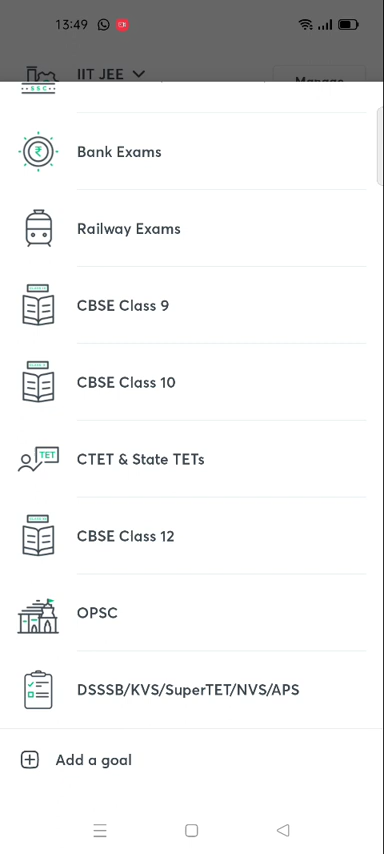 13:49
IIT JEE
SSC
Bank Exams
Railway Exams
CBSE Class 9
CBSE Class 10
TET
CTET & State TETs
CBSE Class 12
OPSC
DSSSB/KVS/SuperTET/NVS/APS
Add a goal